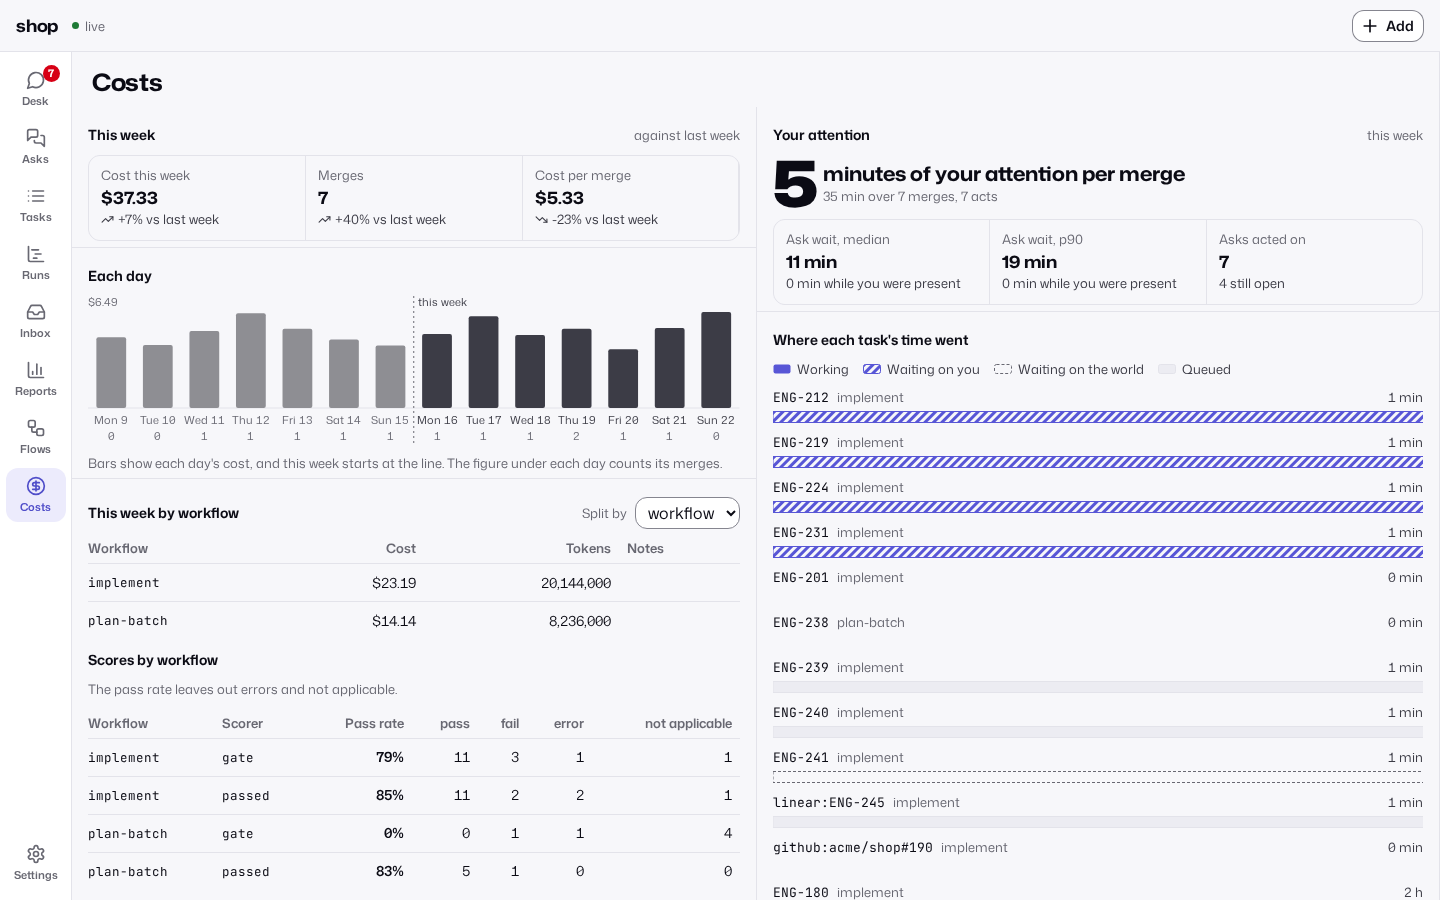 shop
live
Add
7
Desk
Asks
Tasks
Runs
Inbox
Reports
Flows
Costs
Settings
Costs
This week
against last week
Cost this week
$37.33
+7% vs last week
Merges
7
+40% vs last week
Cost per merge
$5.33
-23% vs last week
Each day
$6.49
this week
Mon 9 Tue 10 Wed 11 Thu 12 Fri 13 Sat 14 Sun 15 Mon 16 Tue 17 Wed 18 Thu 19 Fri 20 Sat 21 Sun 22
0 0 1 1 1 1 1 1 1 1 2 1 1 0
Bars show each day's cost, and this week starts at the line. The figure under each day counts its merges.
This week by workflow
Split by workflow
Workflow Cost Tokens Notes
implement $23.19 20,144,000
plan-batch $14.14 8,236,000
Scores by workflow
The pass rate leaves out errors and not applicable.
Workflow Scorer Pass rate pass fail error not applicable
implement gate 79% 11 3 1 1
implement passed 85% 11 2 2 1
plan-batch gate 0% 0 1 1 4
plan-batch passed 83% 5 1 0 0
Your attention
this week
5 minutes of your attention per merge
35 min over 7 merges, 7 acts
Ask wait, median
11 min
0 min while you were present
Ask wait, p90
19 min
0 min while you were present
Asks acted on
7
4 still open
Where each task's time went
Working Waiting on you Waiting on the world Queued
ENG-212 implement 1 min
ENG-219 implement 1 min
ENG-224 implement 1 min
ENG-231 implement 1 min
ENG-201 implement 0 min
ENG-238 plan-batch 0 min
ENG-239 implement 1 min
ENG-240 implement 1 min
ENG-241 implement 1 min
linear:ENG-245 implement 1 min
github:acme/shop#190 implement 0 min
ENG-180 implement 2 h